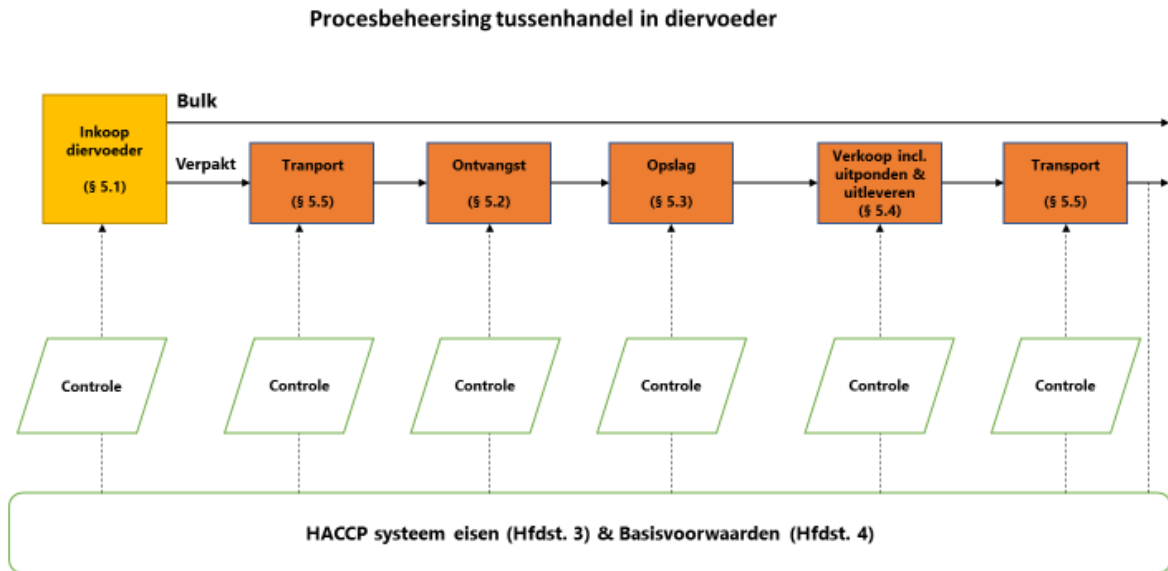 Procesbeheersing tussenhandel in diervoeder
Bulk
Inkoop
diervoeder
(§ 5.1)
Verpakt
Tranport
(§ 5.5)
Ontvangst
(§ 5.2)
Opslag
(§ 5.3)
Verkoop incl.
uitponden &
uitleveren
(§ 5.4)
Transport
(§ 5.5)
Controle
Controle
Controle
Controle
Controle
Controle
HACCP systeem eisen (Hfdst. 3) & Basisvoorwaarden (Hfdst. 4)